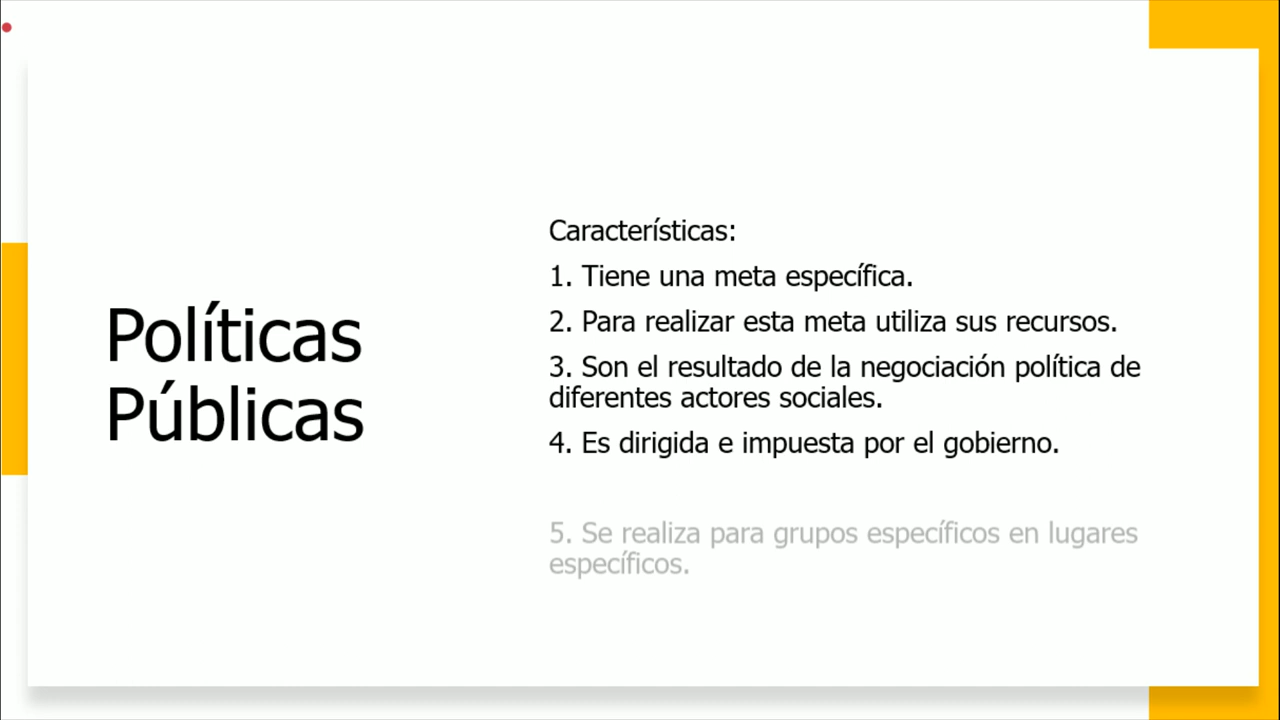 Políticas
Públicas
Características:
1. Tiene una meta específica.
2. Para realizar esta meta utiliza sus recursos.
3. Son el resultado de la negociación política de
diferentes actores sociales.
4. Es dirigida e impuesta por el gobierno.
5. Se realiza para grupos específicos en lugares
específicos.